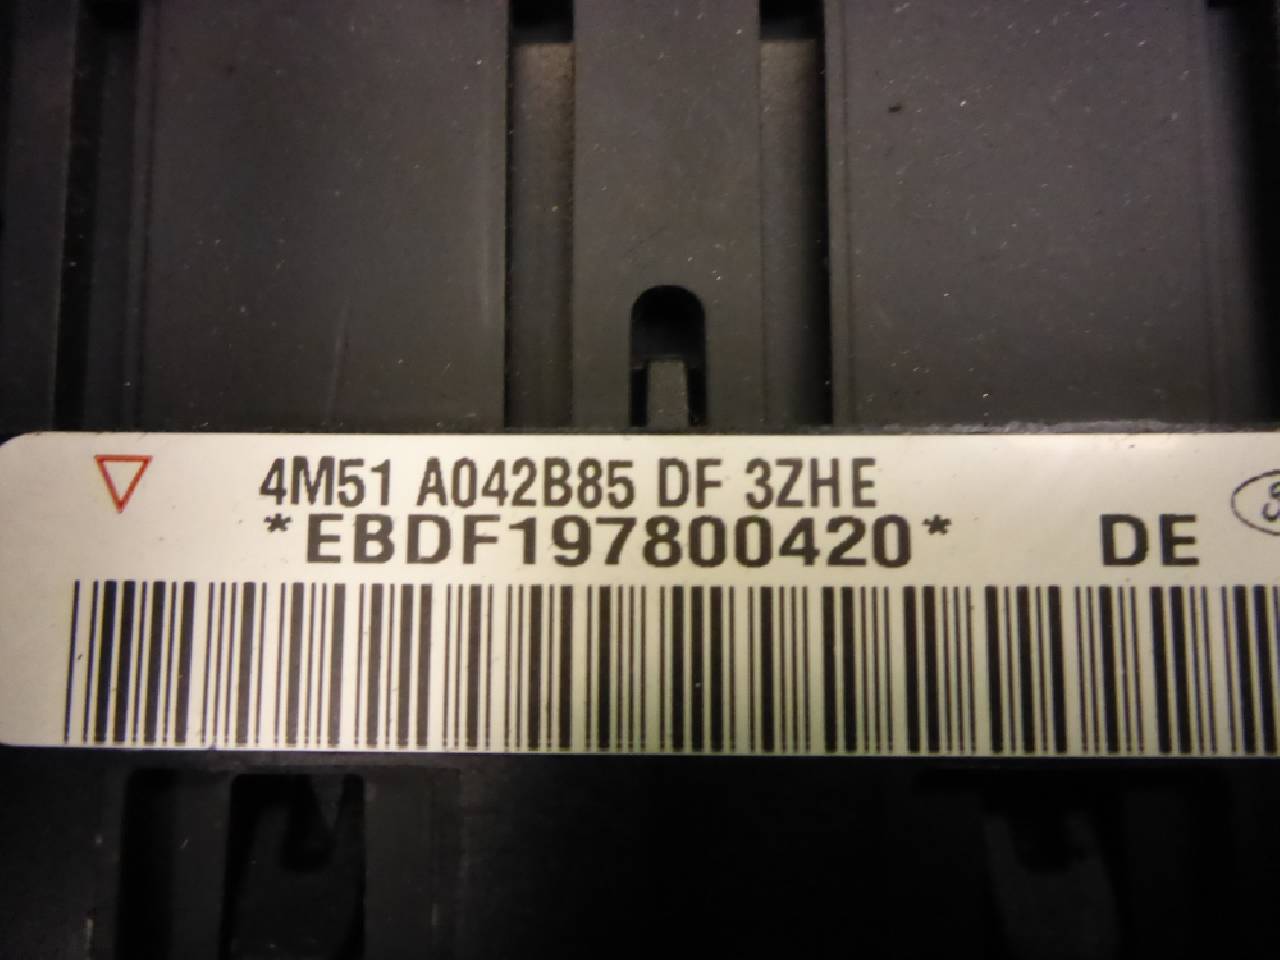 4M51 A042B85 DF 3ZHE
*EBDF197800420* DE